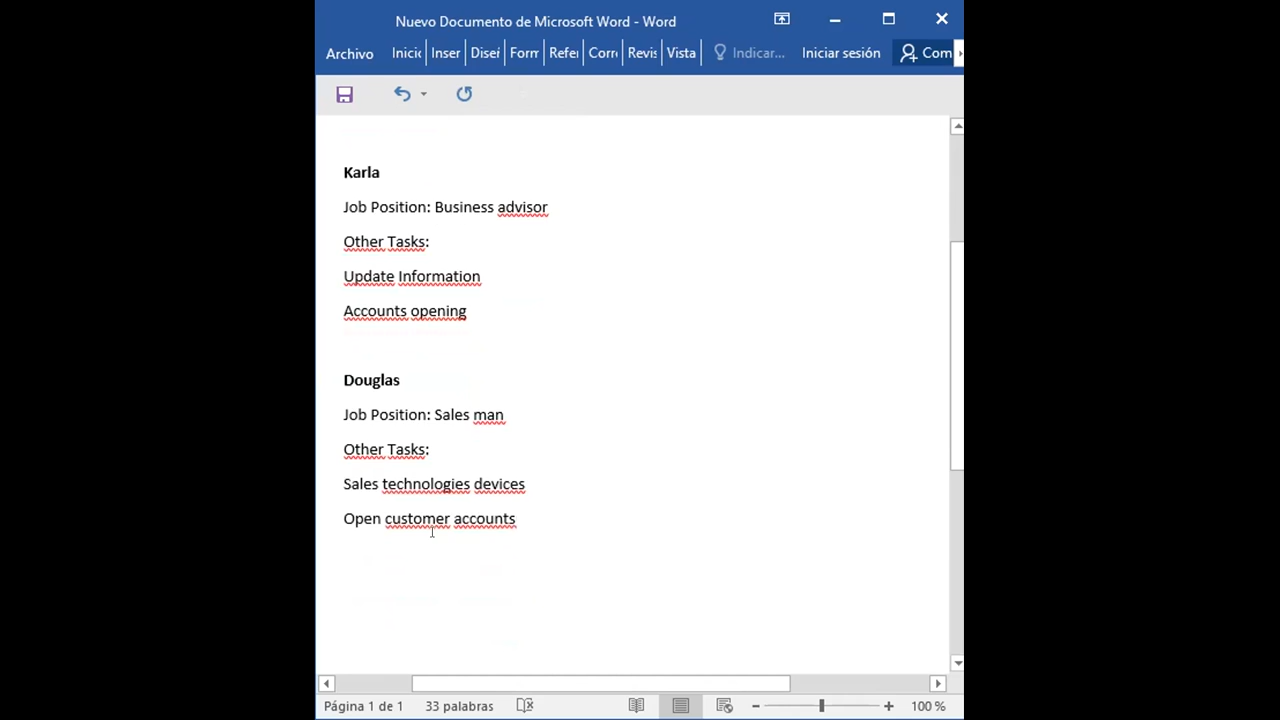 Nuevo Documento de Microsoft Word - Word
Archivo Inicio Inser Diseñ Form Refer Corre Revis Vista Indicar... Iniciar sesión Com
Karla
Job Position: Business advisor
Other Tasks:
Update Information
Accounts opening
Douglas
Job Position: Sales man
Other Tasks:
Sales technologies devices
Open customer accounts
Página 1 de 1 33 palabras 100 %